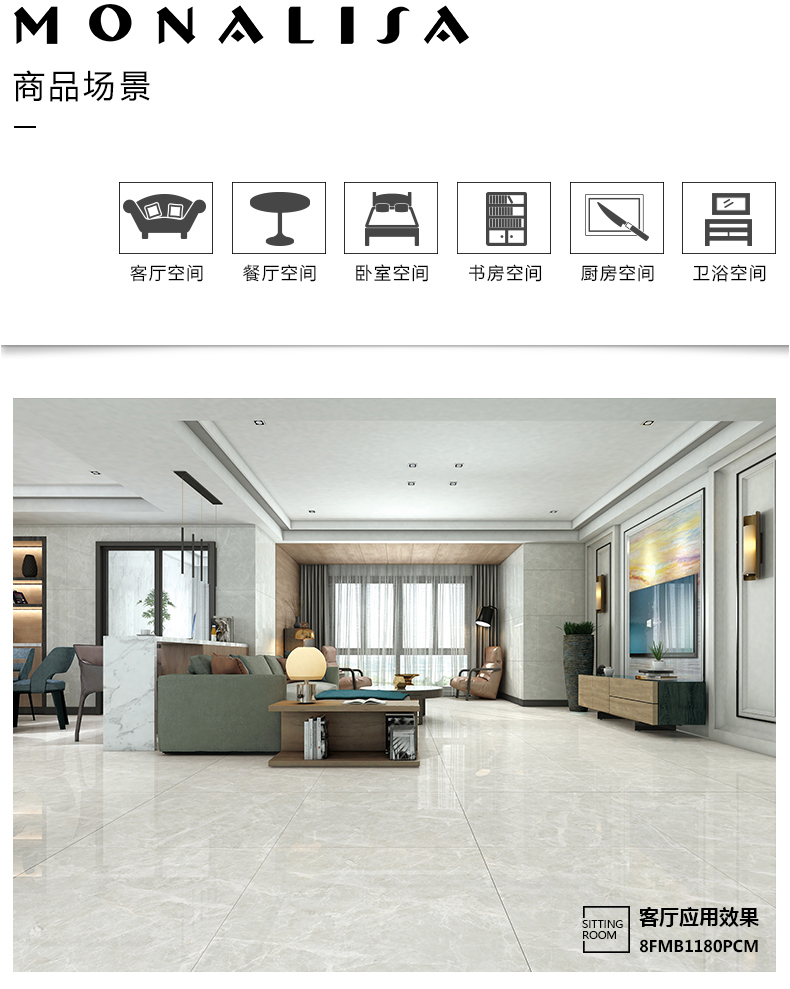 MONALISA
商品场景
客厅空间
餐厅空间
卧室空间
书房空间
厨房空间
卫浴空间
SITTING
ROOM
客厅应用效果
8FMB1180PCM